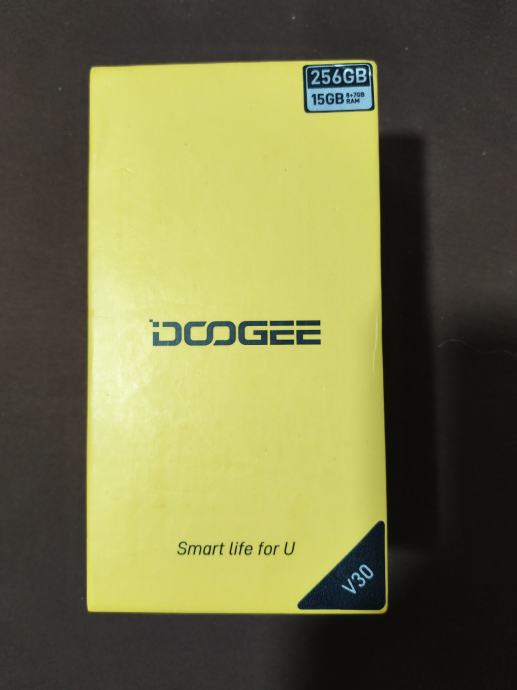 256GB
15GB 8+7GB RAM
DOOGEE
Smart life for U
V30